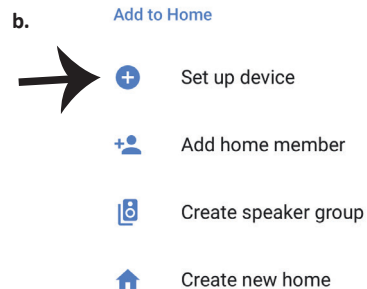 b.
Add to Home
Set up device
Add home member
Create speaker group
Create new home